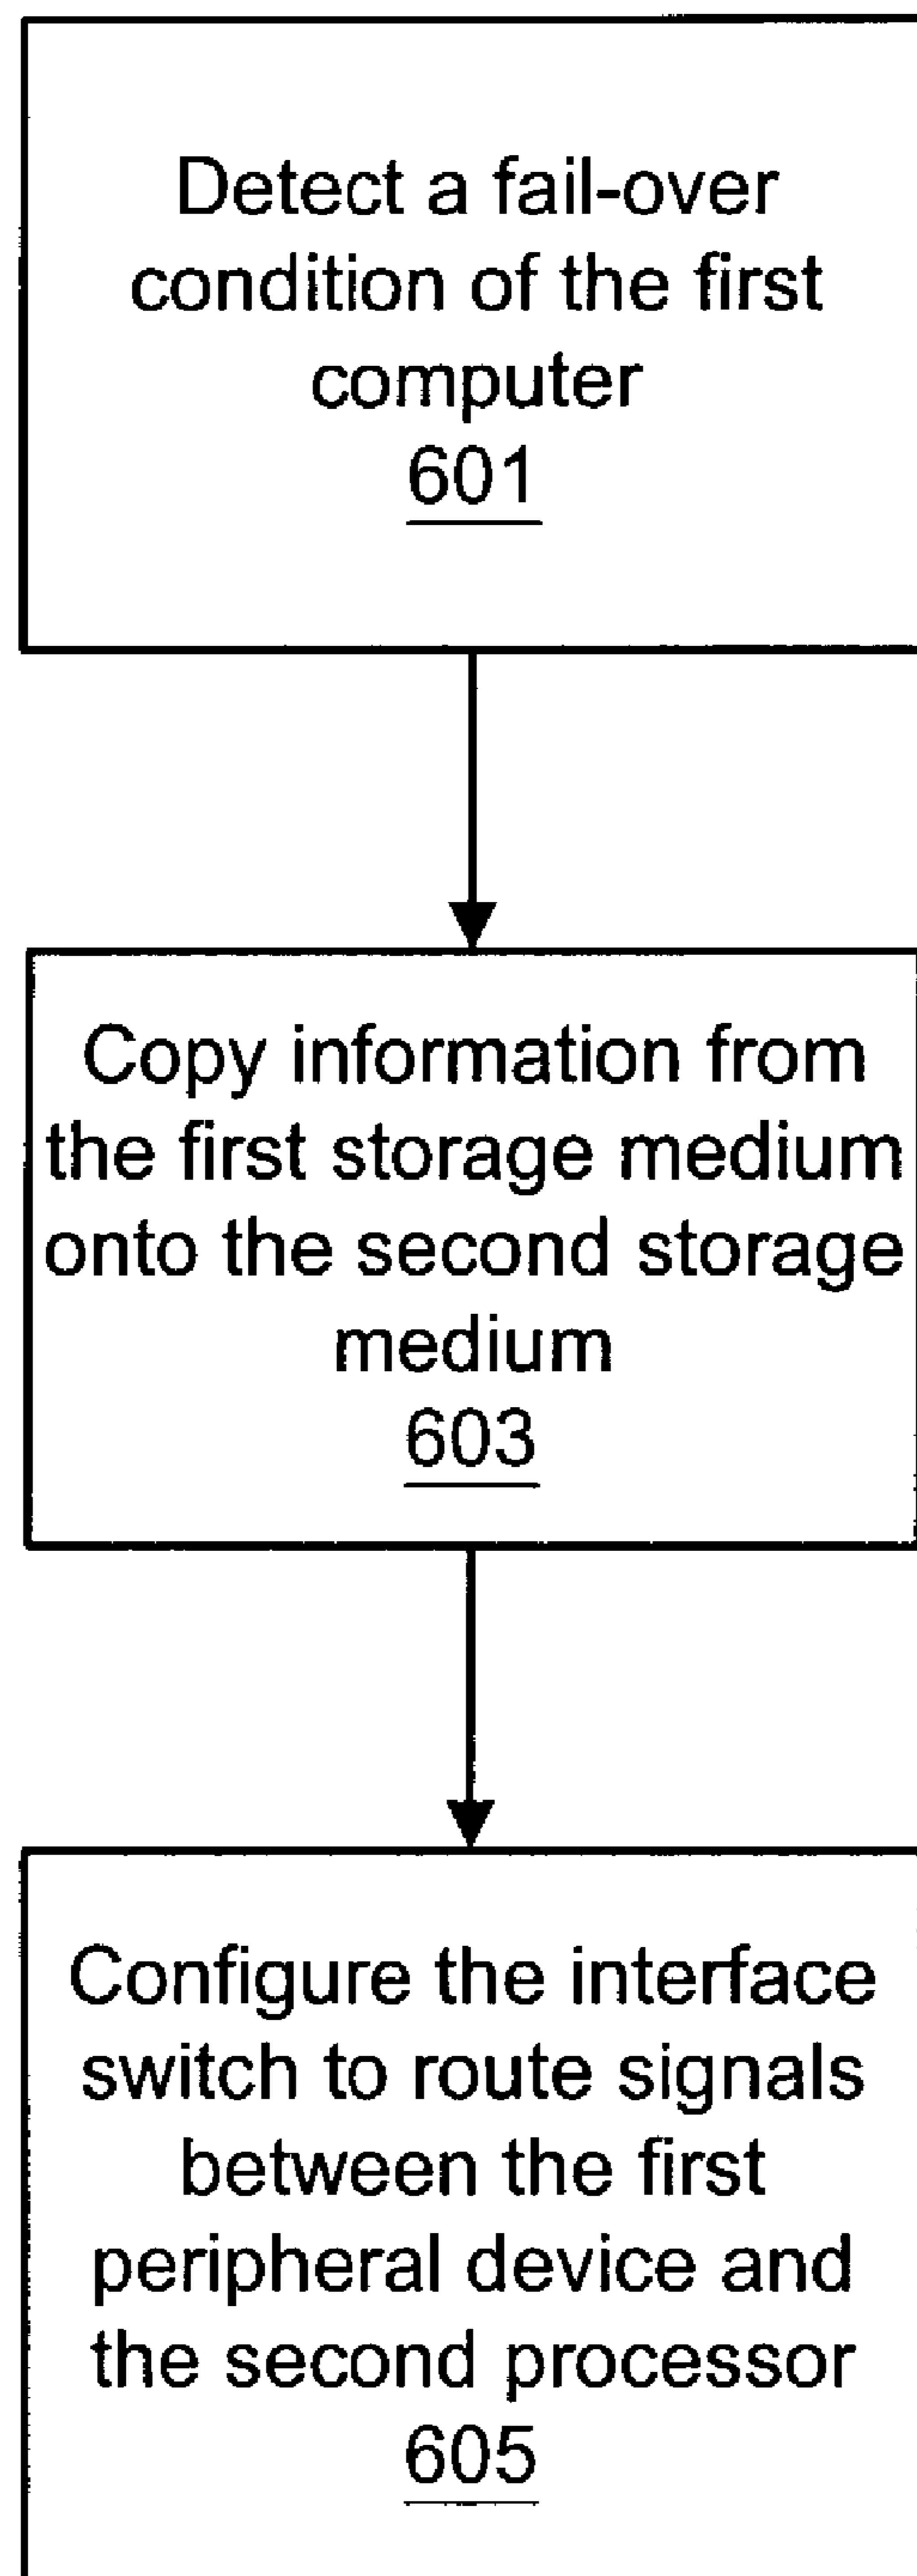 Detect a fail-over
condition of the first
computer
601
Copy information from
the first storage medium
onto the second storage
medium
603
Configure the interface
switch to route signals
between the first
peripheral device and
the second processor
605